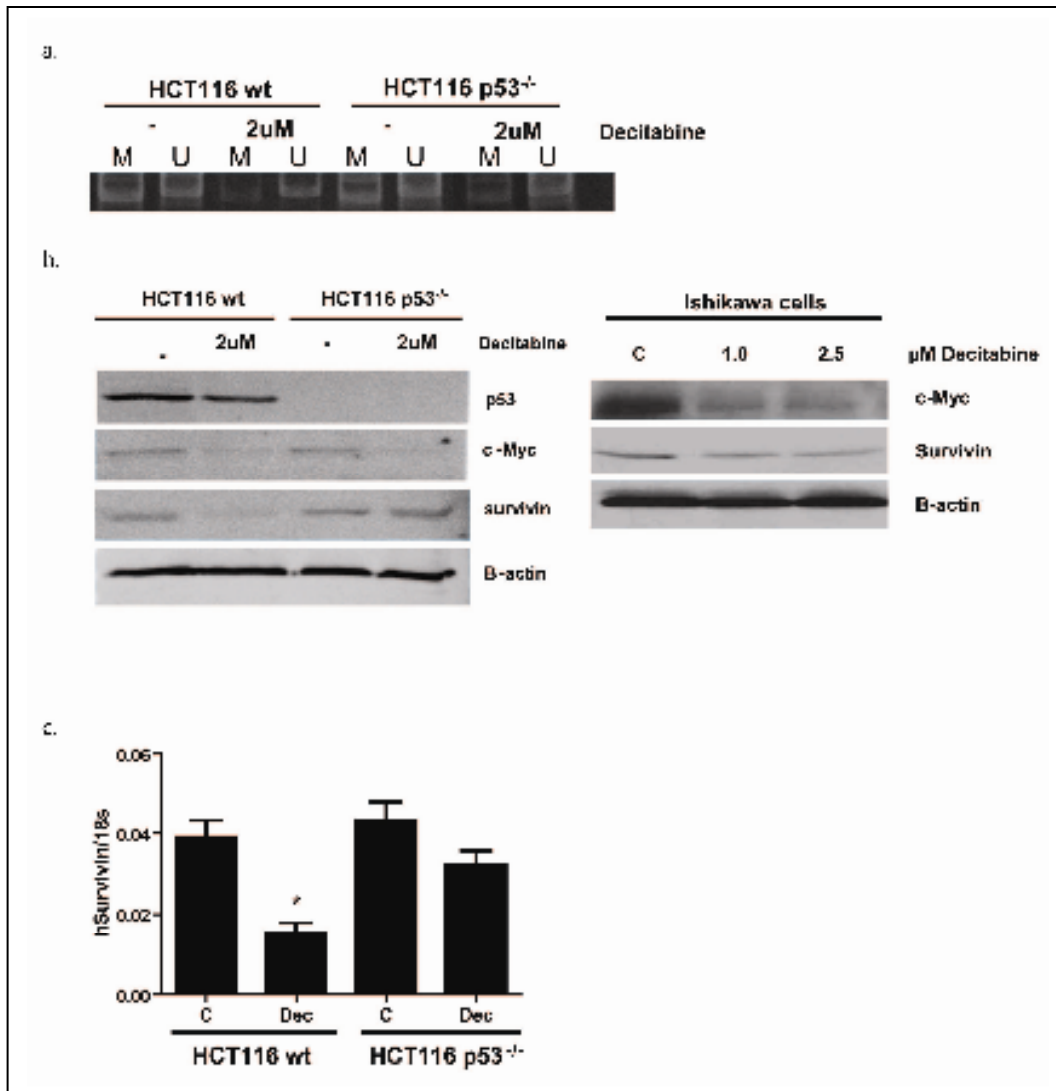 a.
HCT116 wt HCT116 p53-/-
- 2uM - 2uM Decitabine
M U M U M U M U
b.
HCT116 wt HCT116 p53-/-
- 2uM - 2uM Decitabine
p53
c-Myc
survivin
B-actin
Ishikawa cells
C 1.0 2.5 µM Decitabine
c-Myc
Survivin
B-actin
c.
hSurvivin/18s
0.06
0.04
0.02
0.00
*
C Dec C Dec
HCT116 wt HCT116 p53-/-